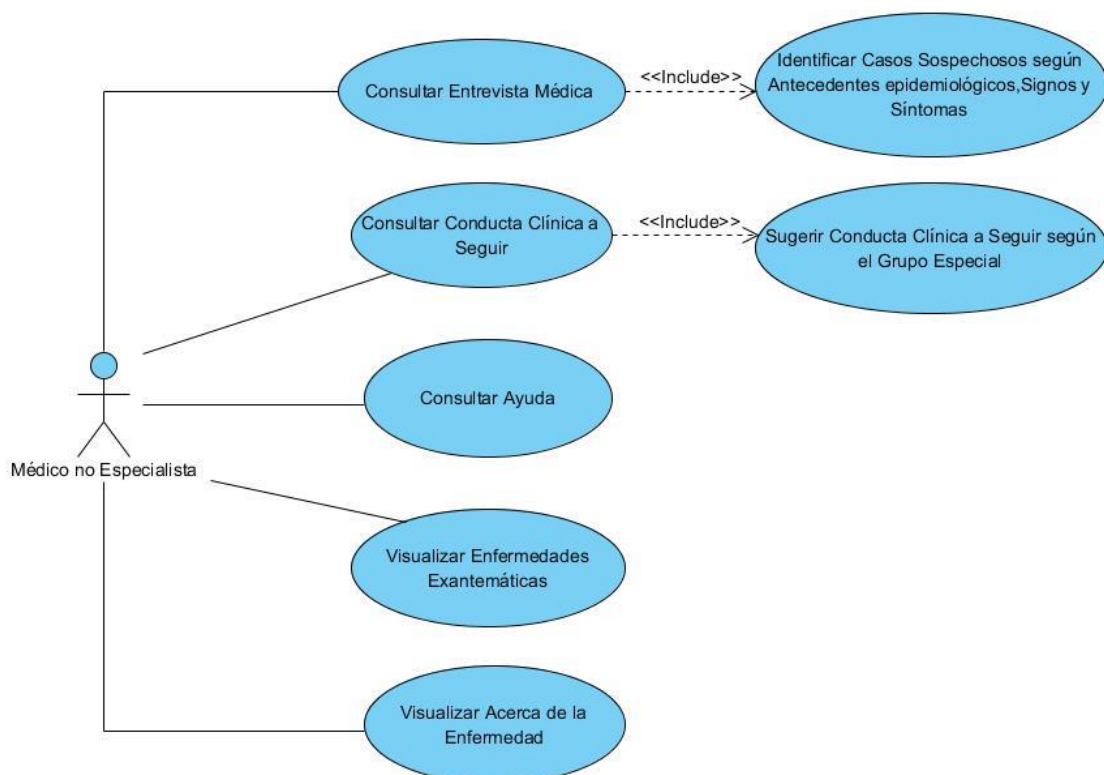 Consultar Entrevista Médica
<<Include>>
Identificar Casos Sospechosos según
Antecedentes epidemiológicos,Signos y
Síntomas
Consultar Conducta Clínica a
Seguir
<<Include>>
Sugerir Conducta Clínica a Seguir según
el Grupo Especial
Consultar Ayuda
Médico no Especialista
Visualizar Enfermedades
Exantemáticas
Visualizar Acerca de la
Enfermedad